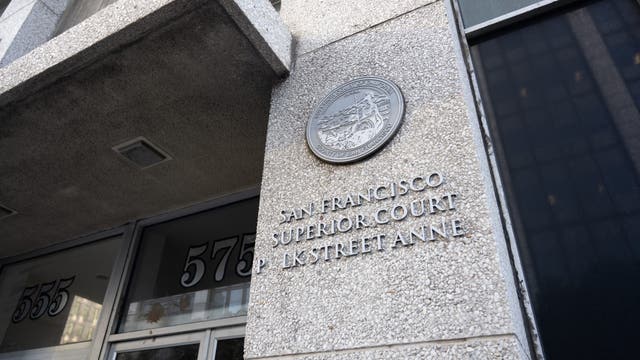 SAN FRANCISCO
SUPERIOR COURT
P LK STREET ANNE
575
555